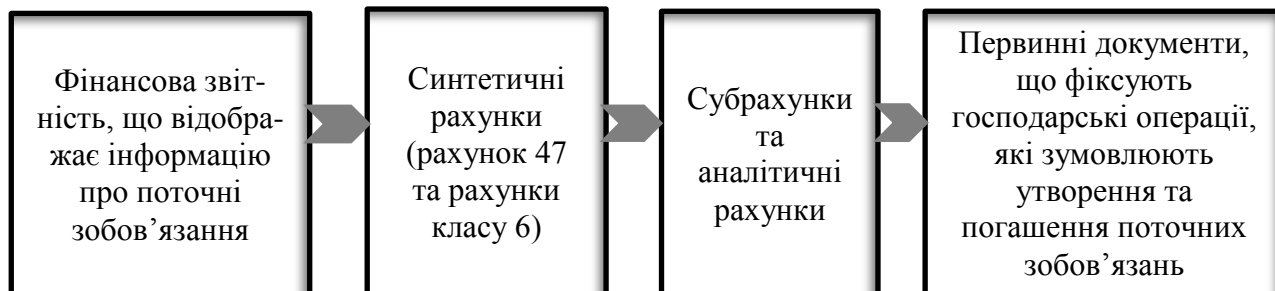 Фінансова звіт-
ність, що відобра-
жає інформацію
про поточні
зобов’язання
Синтетичні
рахунки
(рахунок 47
та рахунки
класу 6)
Субрахунки
та
аналітичні
рахунки
Первинні документи,
що фіксують
господарські операції,
які зумовлюють
утворення та
погашення поточних
зобов’язань